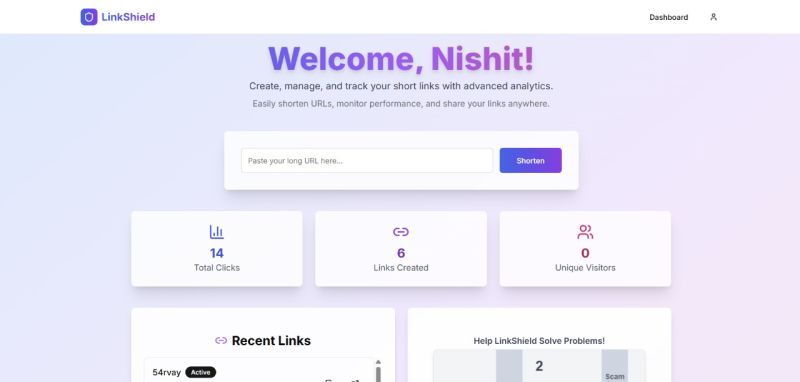 LinkShield
Dashboard
Welcome, Nishit!
Create, manage, and track your short links with advanced analytics.
Easily shorten URLs, monitor performance, and share your links anywhere.
Paste your long URL here...
Shorten
14
Total Clicks
6
Links Created
0
Unique Visitors
Recent Links
54rvay
Active
Help LinkShield Solve Problems!
2
Scam